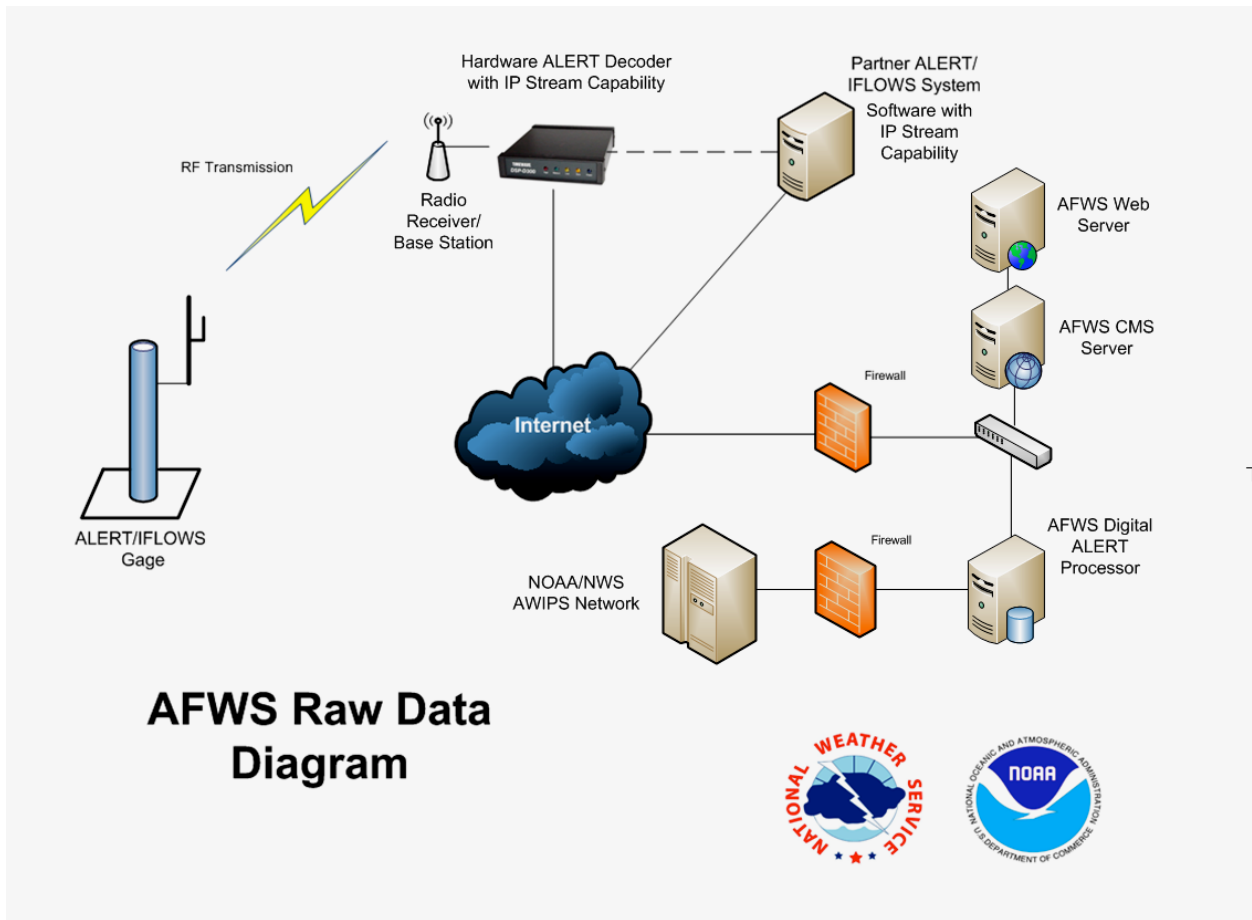 Hardware ALERT Decoder
with IP Stream Capability
Partner ALERT/
IFLOWS System
Software with
IP Stream
Capability
RF Transmission
Radio
Receiver/
Base Station
AFWS Web
Server
AFWS CMS
Server
Firewall
Internet
ALERT/IFLOWS
Gage
AFWS Digital
ALERT
Processor
Firewall
NOAA/NWS
AWIPS Network
AFWS Raw Data
Diagram
NATIONAL WEATHER SERVICE
NATIONAL OCEANIC AND ATMOSPHERIC ADMINISTRATION
NOAA
U.S. DEPARTMENT OF COMMERCE